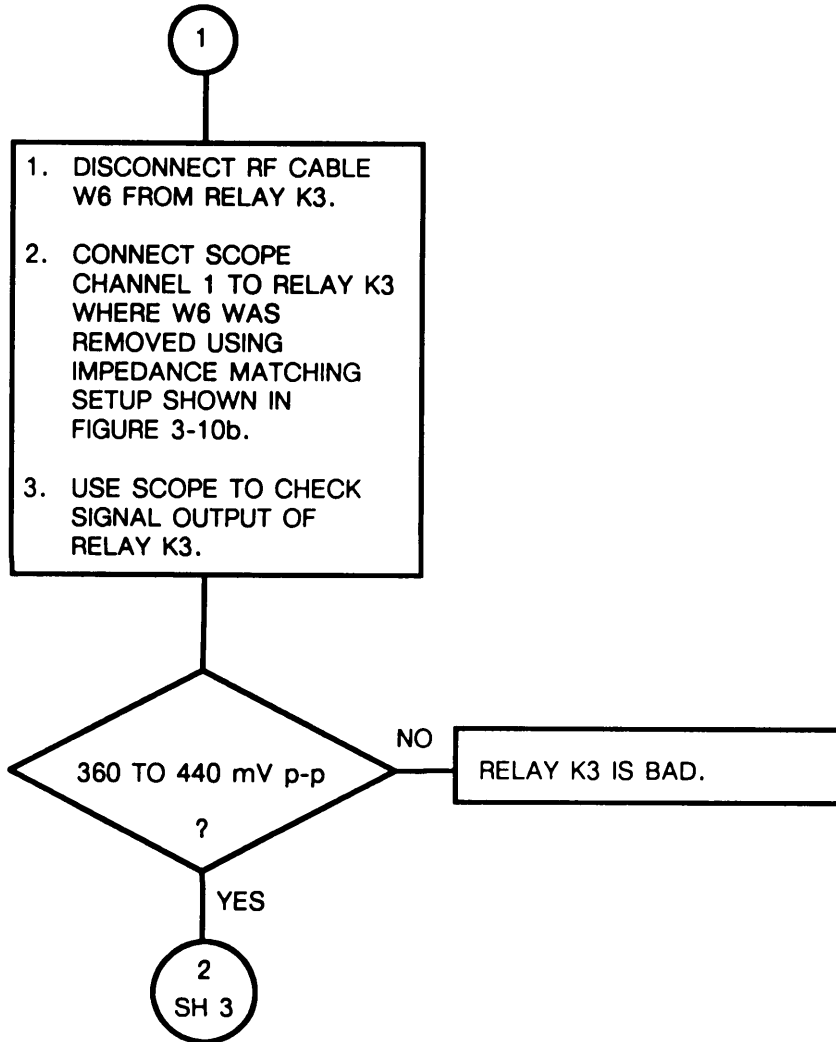 1
1. DISCONNECT RF CABLE
W6 FROM RELAY K3.
2. CONNECT SCOPE
CHANNEL 1 TO RELAY K3
WHERE W6 WAS
REMOVED USING
IMPEDANCE MATCHING
SETUP SHOWN IN
FIGURE 3-10b.
3. USE SCOPE TO CHECK
SIGNAL OUTPUT OF
RELAY K3.
360 TO 440 mV p-p
?
NO
RELAY K3 IS BAD.
YES
2
SH 3